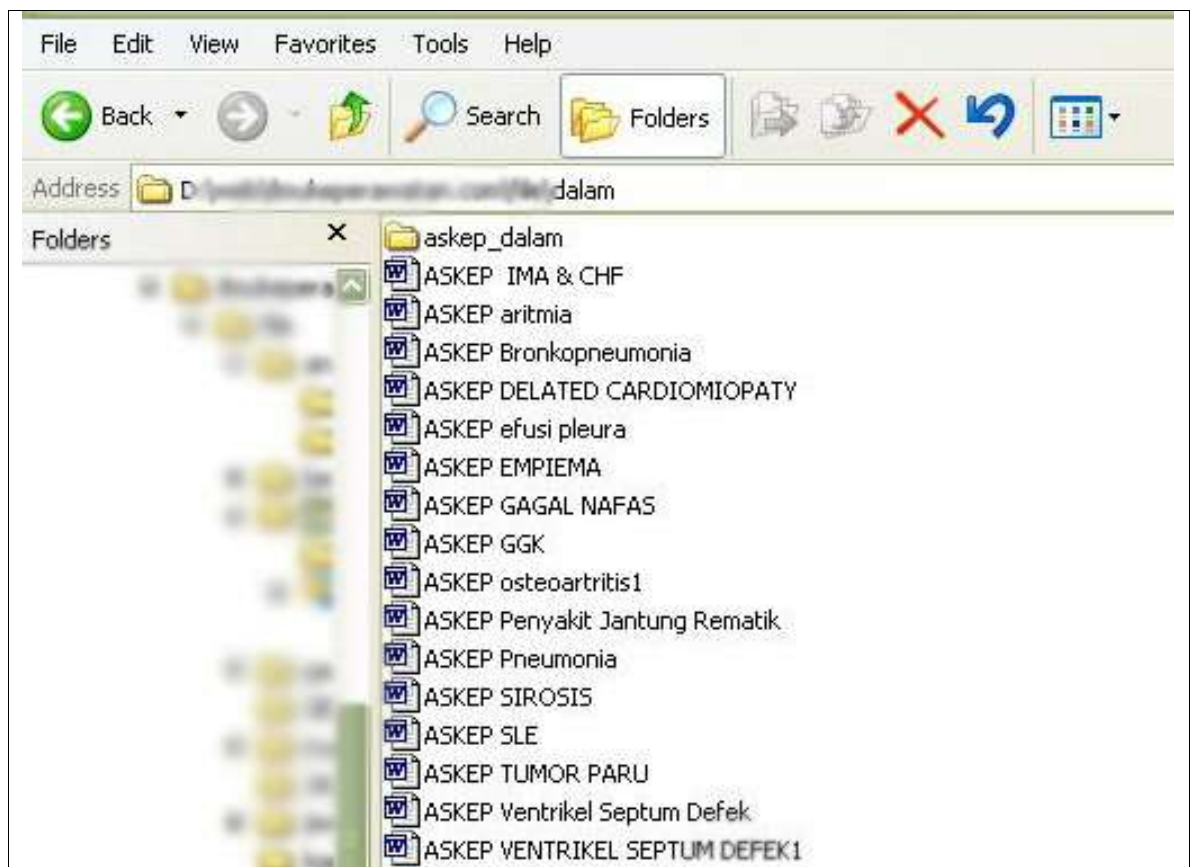 File Edit View Favorites Tools Help
Back Search Folders
Address D dalam
Folders
askep_dalam
ASKEP IMA & CHF
ASKEP aritmia
ASKEP Bronkopneumonia
ASKEP DELATED CARDIOMIOPATY
ASKEP efusi pleura
ASKEP EMPIEMA
ASKEP GAGAL NAFAS
ASKEP GGK
ASKEP osteoartritis1
ASKEP Penyakit Jantung Rematik
ASKEP Pneumonia
ASKEP SIROSIS
ASKEP SLE
ASKEP TUMOR PARU
ASKEP Ventrikel Septum Defek
ASKEP VENTRIKEL SEPTUM DEFEK1